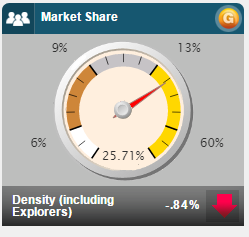 Market Share
G
9%
13%
6%
60%
25.71%
Density (including
Explorers)
-.84%